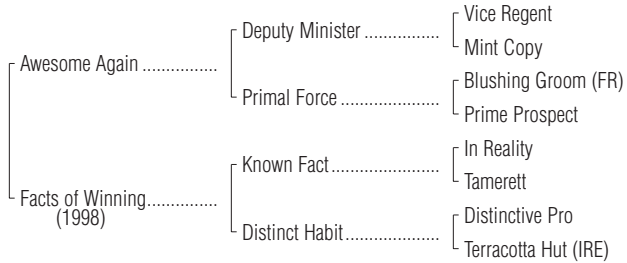 Vice Regent
Deputy Minister ................
Mint Copy
Awesome Again ...............
Blushing Groom (FR)
Primal Force .....................
Prime Prospect
In Reality
Known Fact .......................
Tamerett
Facts of Winning ..............
(1998)
Distinctive Pro
Distinct Habit ....................
Terracotta Hut (IRE)